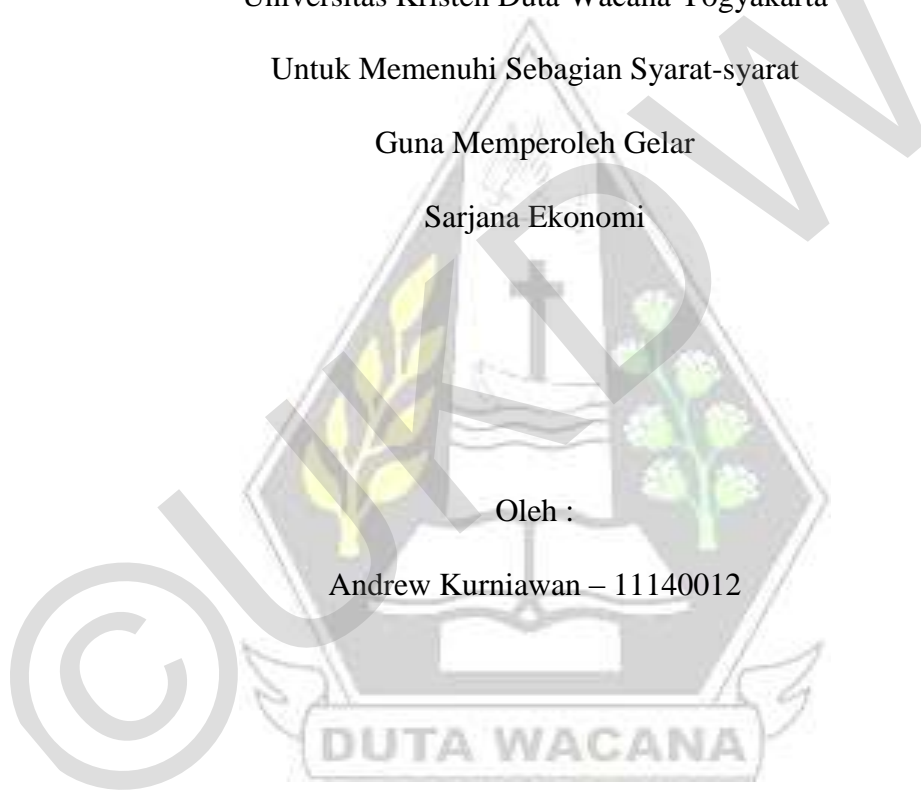 Universitas Kristen Duta Wacana Yogyakarta
Untuk Memenuhi Sebagian Syarat-syarat
Guna Memperoleh Gelar
Sarjana Ekonomi
Oleh :
Andrew Kurniawan – 11140012
DUTA WACANA
©UKDW